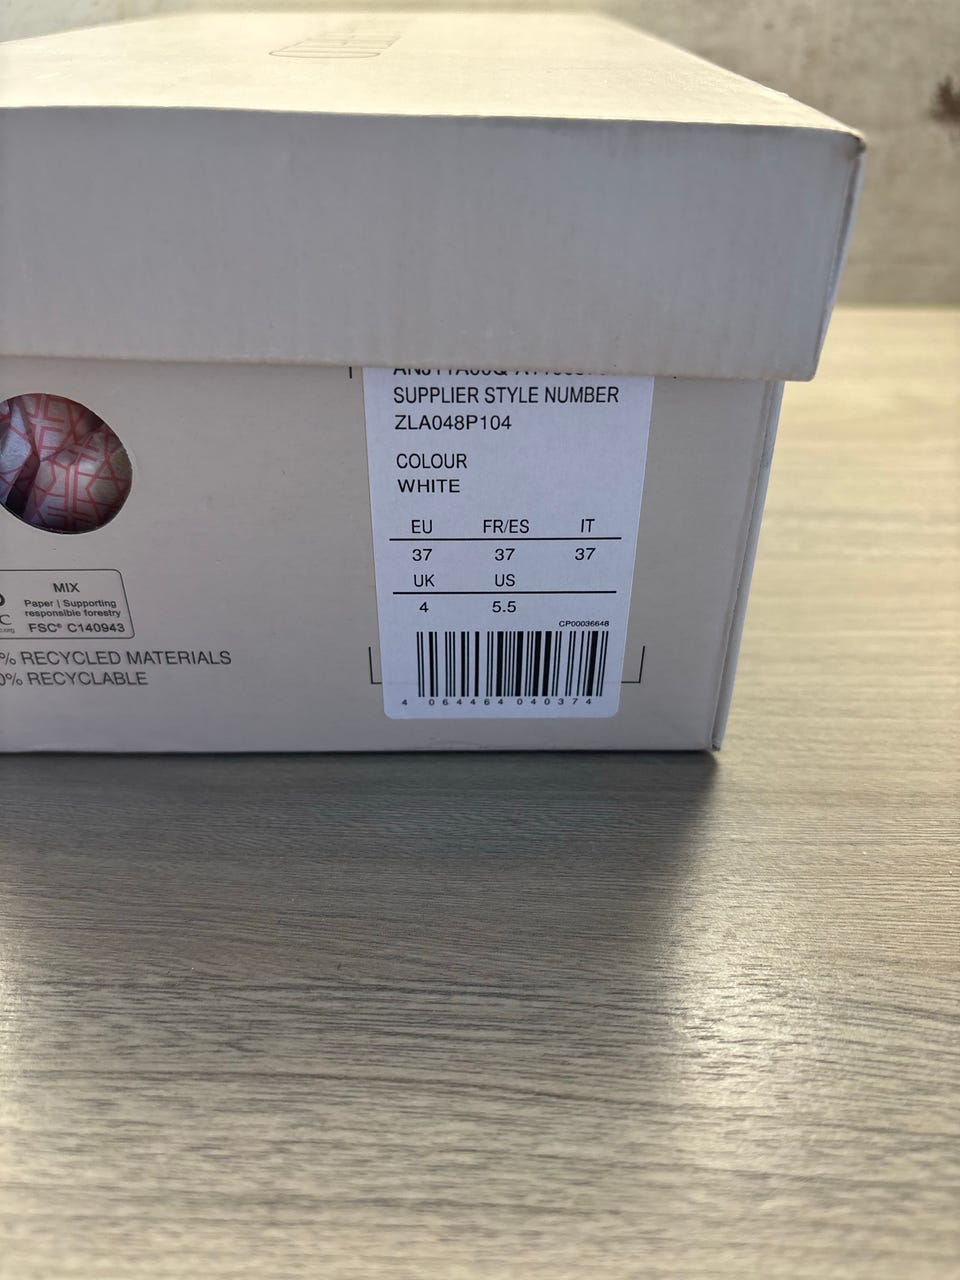 SUPPLIER STYLE NUMBER
ZLA048P104
COLOUR
WHITE
EU FR/ES IT
37 37 37
UK US
4 5.5
CP00036648
4 064464 040374
MIX
Paper | Supporting
responsible forestry
FSC® C140943
% RECYCLED MATERIALS
0% RECYCLABLE